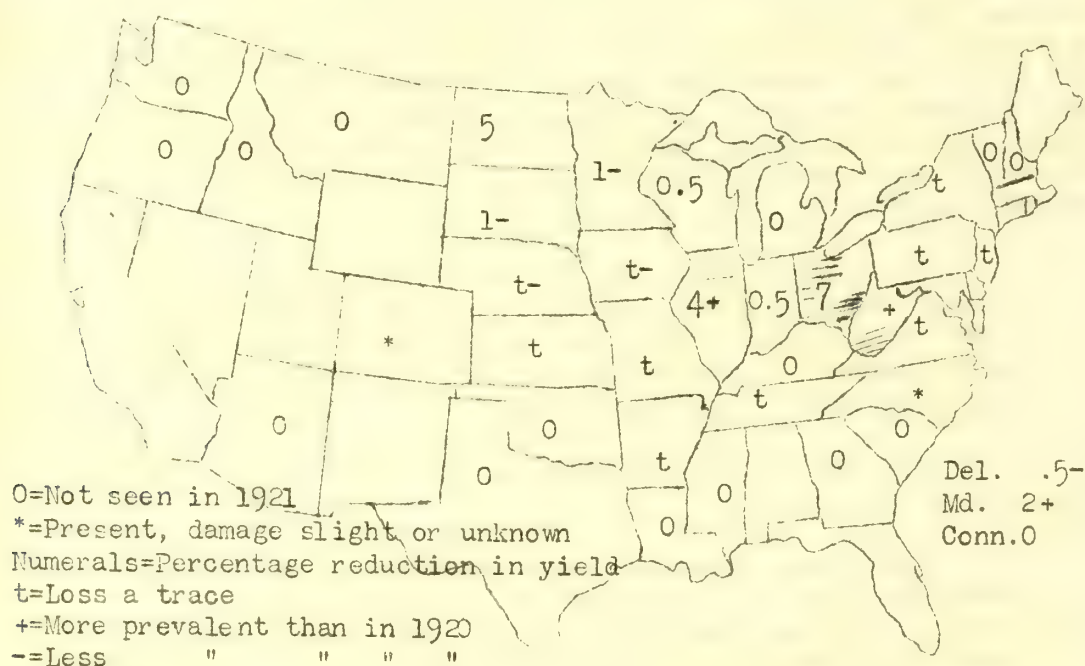 0
0
0
0
5
1-
1-
0.5
0
t-
t-
4+
0.5
7
+
t
t
t
0
0
t
*
t
t
0
t
*
0
0
0
0
t
0
0
0
Del. .5-
Md. 2+
Conn.0
0=Not seen in 1921
*=Present, damage slight or unknown
Numerals=Percentage reduction in yield
t=Loss a trace
+=More prevalent than in 1920
-=Less " " " "